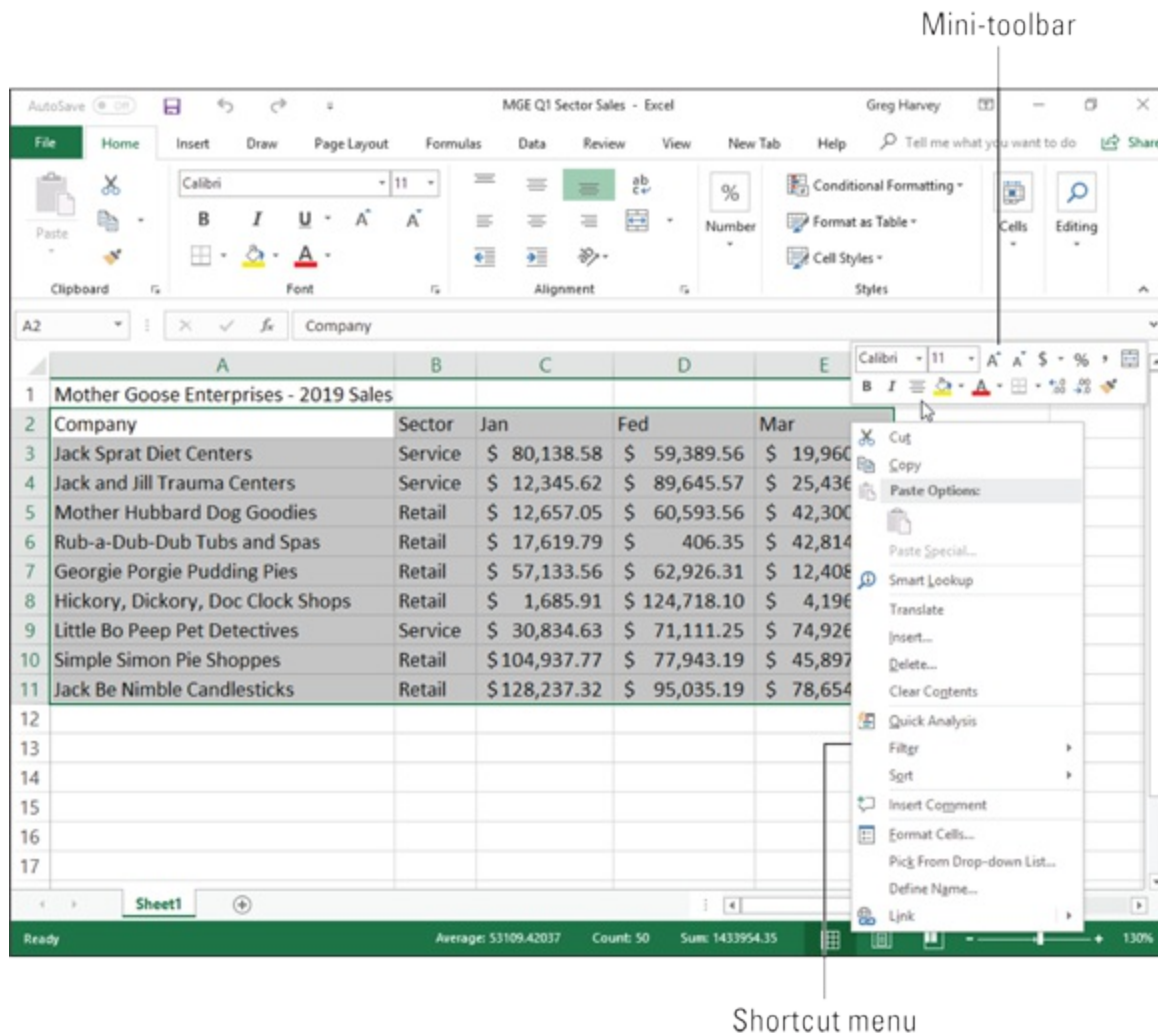 Mini-toolbar
AutoSave Off MGE Q1 Sector Sales - Excel Greg Harvey
File Home Insert Draw Page Layout Formulas Data Review View New Tab Help Tell me what you want to do Share
Calibri 11 ab c % Conditional Formatting
Paste B I U A A Number Format as Table Cells Editing
A Cell Styles
Clipboard Font Alignment Styles
A2 fx Company
Calibri 11 A A $ % ,
B I A .00 .00
A B C D E
1 Mother Goose Enterprises - 2019 Sales
2 Company Sector Jan Fed Mar
3 Jack Sprat Diet Centers Service $ 80,138.58 $ 59,389.56 $ 19,960
4 Jack and Jill Trauma Centers Service $ 12,345.62 $ 89,645.57 $ 25,436
5 Mother Hubbard Dog Goodies Retail $ 12,657.05 $ 60,593.56 $ 42,300
6 Rub-a-Dub-Dub Tubs and Spas Retail $ 17,619.79 $ 406.35 $ 42,814
7 Georgie Porgie Pudding Pies Retail $ 57,133.56 $ 62,926.31 $ 12,408
8 Hickory, Dickory, Doc Clock Shops Retail $ 1,685.91 $ 124,718.10 $ 4,196
9 Little Bo Peep Pet Detectives Service $ 30,834.63 $ 71,111.25 $ 74,926
10 Simple Simon Pie Shoppes Retail $104,937.77 $ 77,943.19 $ 45,897
11 Jack Be Nimble Candlesticks Retail $128,237.32 $ 95,035.19 $ 78,654
12
13
14
15
16
17
Cut
Copy
Paste Options:
Paste Special...
Smart Lookup
Translate
Insert...
Delete...
Clear Contents
Quick Analysis
Filter
Sort
Insert Comment
Format Cells...
Pick From Drop-down List...
Define Name...
Link
Sheet1
Ready Average: 53109.42037 Count: 50 Sum: 1433954.35 - + 130%
Shortcut menu